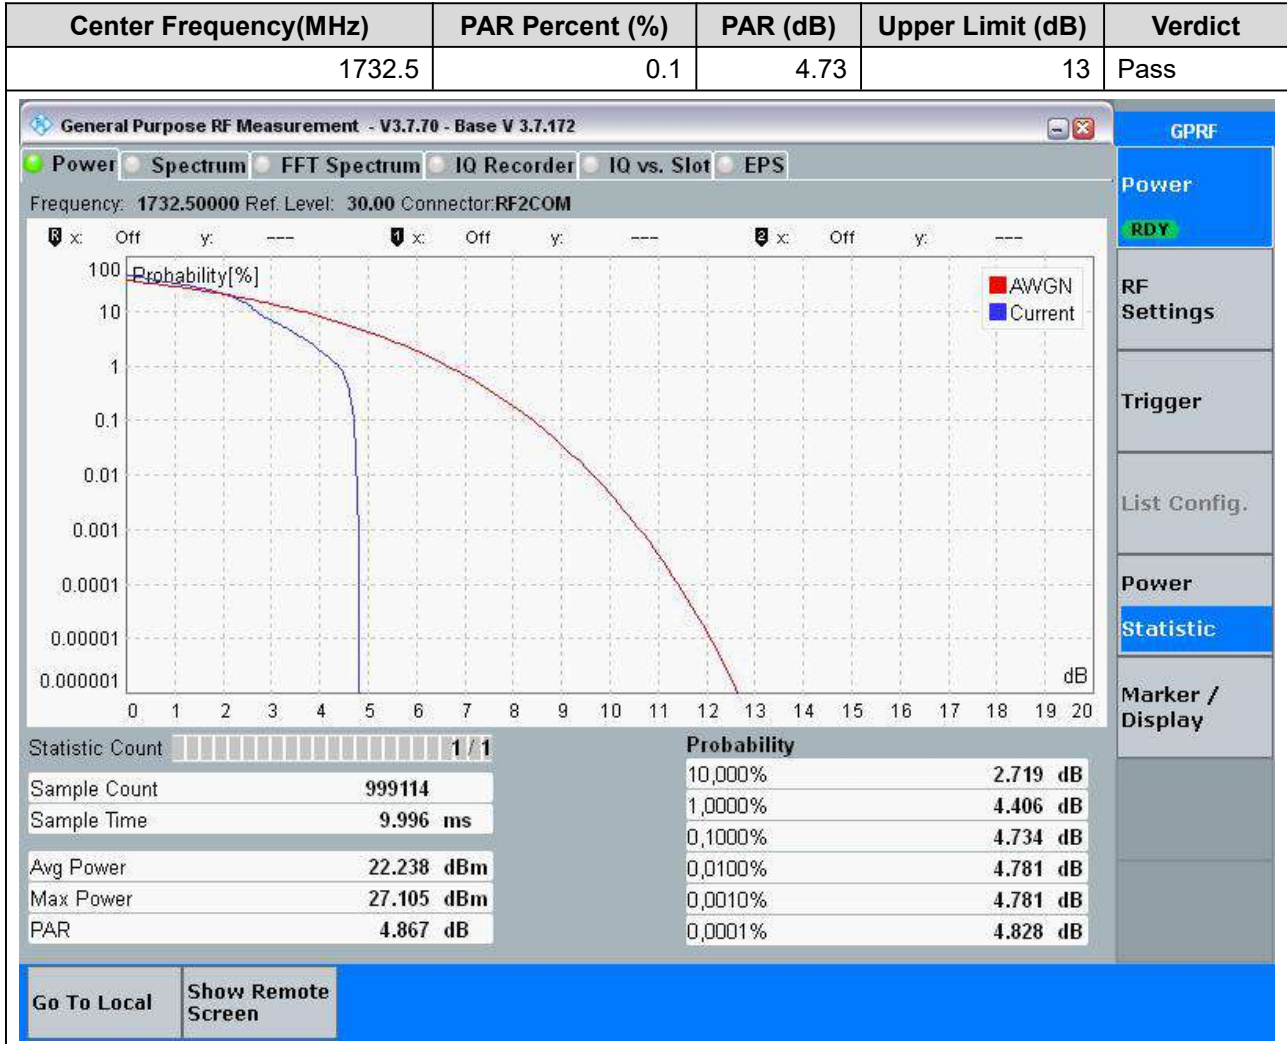 Center Frequency(MHz) PAR Percent (%) PAR (dB) Upper Limit (dB) Verdict
1732.5 0.1 4.73 13 Pass
General Purpose RF Measurement - V3.7.70 - Base V 3.7.172
GPRF
Power Spectrum FFT Spectrum IQ Recorder IQ vs. Slot EPS
Frequency: 1732.50000 Ref. Level: 30.00 Connector:RF2COM
R x: Off y: --- 1 x: Off y: --- 2 x: Off y: ---
Probability[%]
AWGN
Current
100
10
1
0.1
0.01
0.001
0.0001
0.00001
0.000001
dB
0 1 2 3 4 5 6 7 8 9 10 11 12 13 14 15 16 17 18 19 20
Statistic Count 1 / 1
Sample Count 999114
Sample Time 9.996 ms
Avg Power 22.238 dBm
Max Power 27.105 dBm
PAR 4.867 dB
Probability
10,000% 2.719 dB
1,0000% 4.406 dB
0,1000% 4.734 dB
0,0100% 4.781 dB
0,0010% 4.781 dB
0,0001% 4.828 dB
Power
RDY
RF
Settings
Trigger
List Config.
Power
Statistic
Marker /
Display
Go To Local
Show Remote
Screen